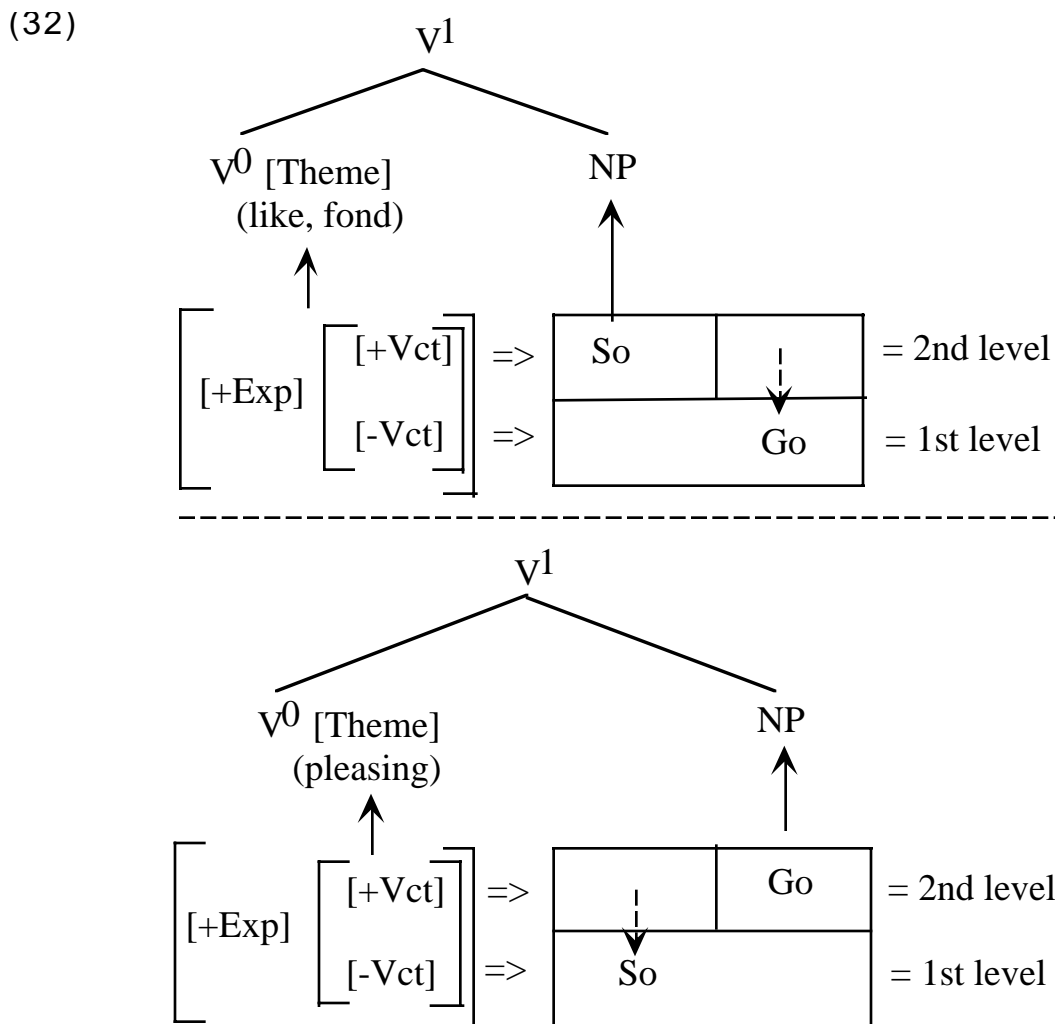 (32)
V1
V0 [Theme] NP
(like, fond)
[+Vct] => So = 2nd level
[+Exp]
[-Vct] => Go = 1st level
V1
V0 [Theme] NP
(pleasing)
[+Vct] => Go = 2nd level
[+Exp]
[-Vct] => So = 1st level